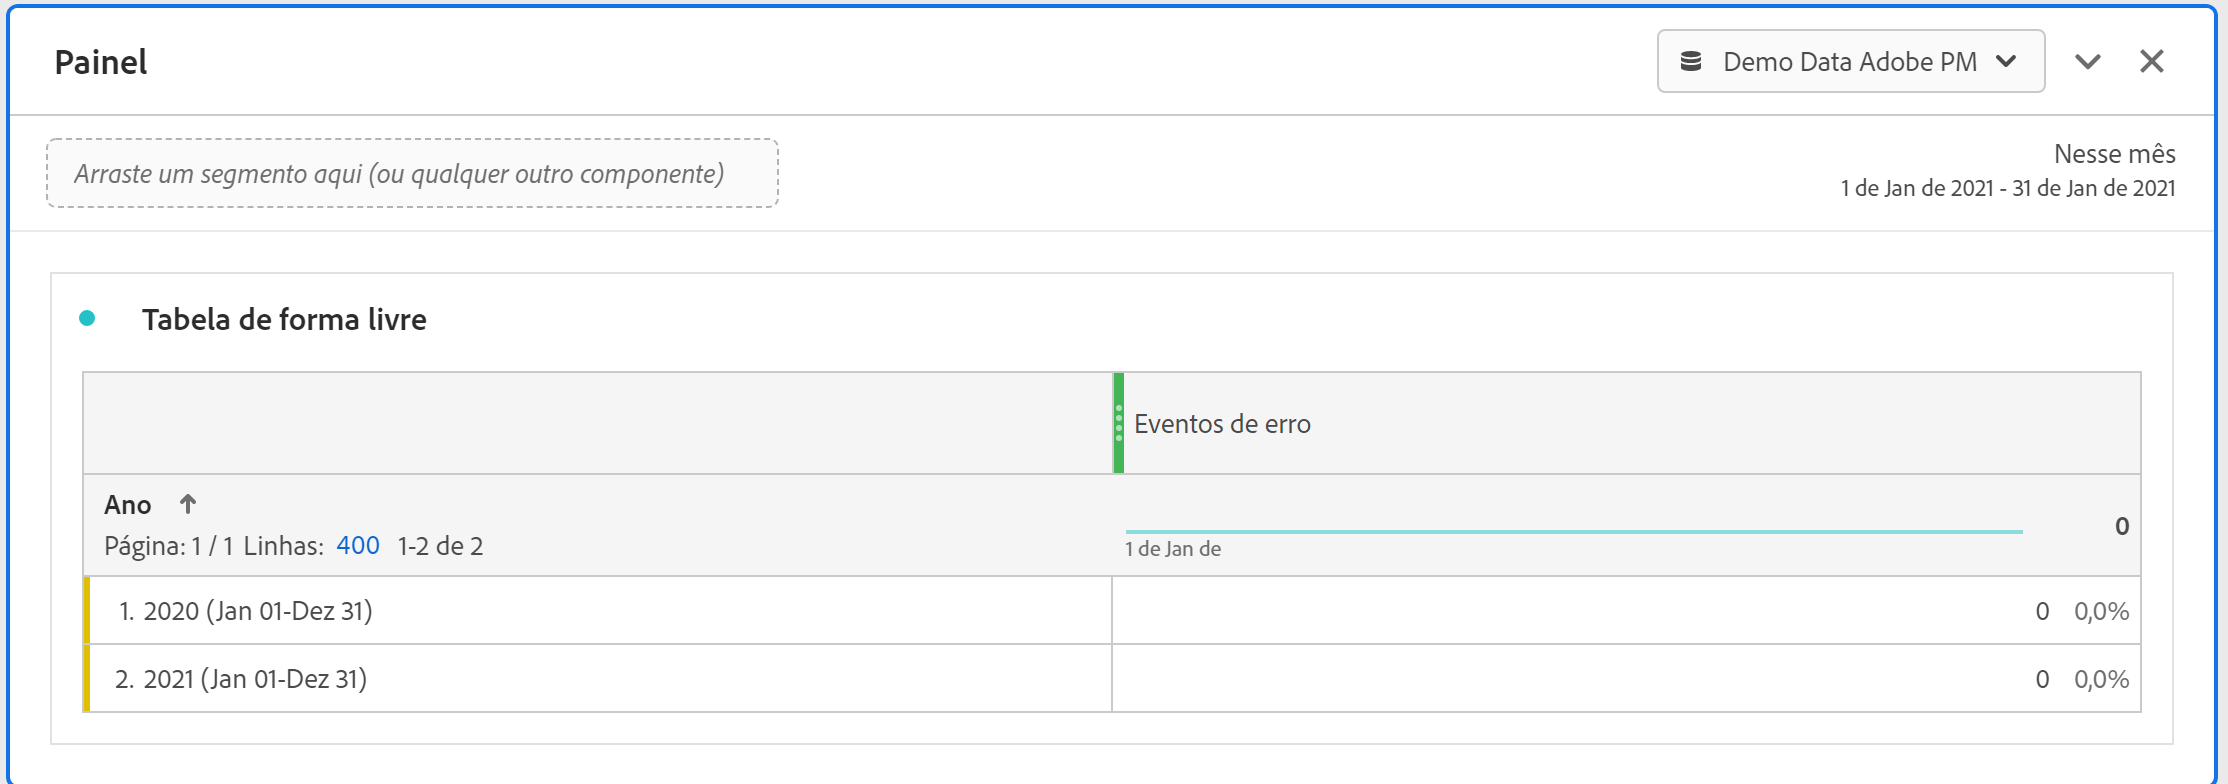 Painel
Demo Data Adobe PM
Arraste um segmento aqui (ou qualquer outro componente)
Nesse mês
1 de Jan de 2021 - 31 de Jan de 2021
Tabela de forma livre
Eventos de erro
Ano
Página: 1 / 1 Linhas: 400 1-2 de 2
1 de Jan de
0
1. 2020 (Jan 01-Dez 31) 0 0,0%
2. 2021 (Jan 01-Dez 31) 0 0,0%